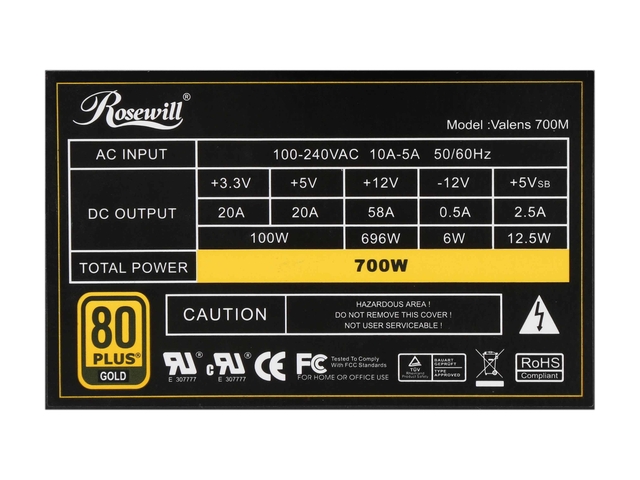 Rosewill®
Model :Valens 700M
AC INPUT 100-240VAC 10A-5A 50/60Hz
DC OUTPUT +3.3V +5V +12V -12V +5VSB
20A 20A 58A 0.5A 2.5A
100W 696W 6W 12.5W
TOTAL POWER 700W
80
PLUS®
GOLD
CAUTION
HAZARDOUS AREA !
DO NOT REMOVE THIS COVER !
NOT USER SERVICEABLE !
E 307777
c
E 307777
CE
FC
Tested To Comply
With FCC Standards
FOR HOME OR OFFICE USE
TÜV
BAUART
GEPRÜFT
TYPE
APPROVED
RoHS
Compliant